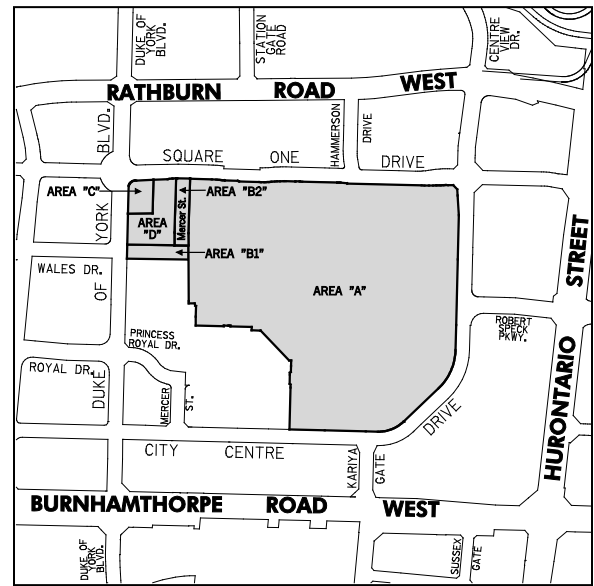 DUKE OF
YORK
BLVD.
STATION
GATE
ROAD
CENTRE
VIEW
DR.
RATHBURN ROAD WEST
BLVD.
HAMMERSON
DRIVE
SQUARE ONE DRIVE
AREA "C"
AREA "B2"
YORK
AREA
"D"
Mercer St.
STREET
AREA "B1"
WALES DR.
OF
AREA "A"
ROBERT
SPECK
PKWY.
PRINCESS
ROYAL DR.
ROYAL DR.
DUKE
MERCER
ST.
HURONTARIO
DRIVE
CITY CENTRE
KARIYA
GATE
BURNHAMTHORPE ROAD WEST
DUKE OF
YORK
BLVD.
SUSSEX
GATE